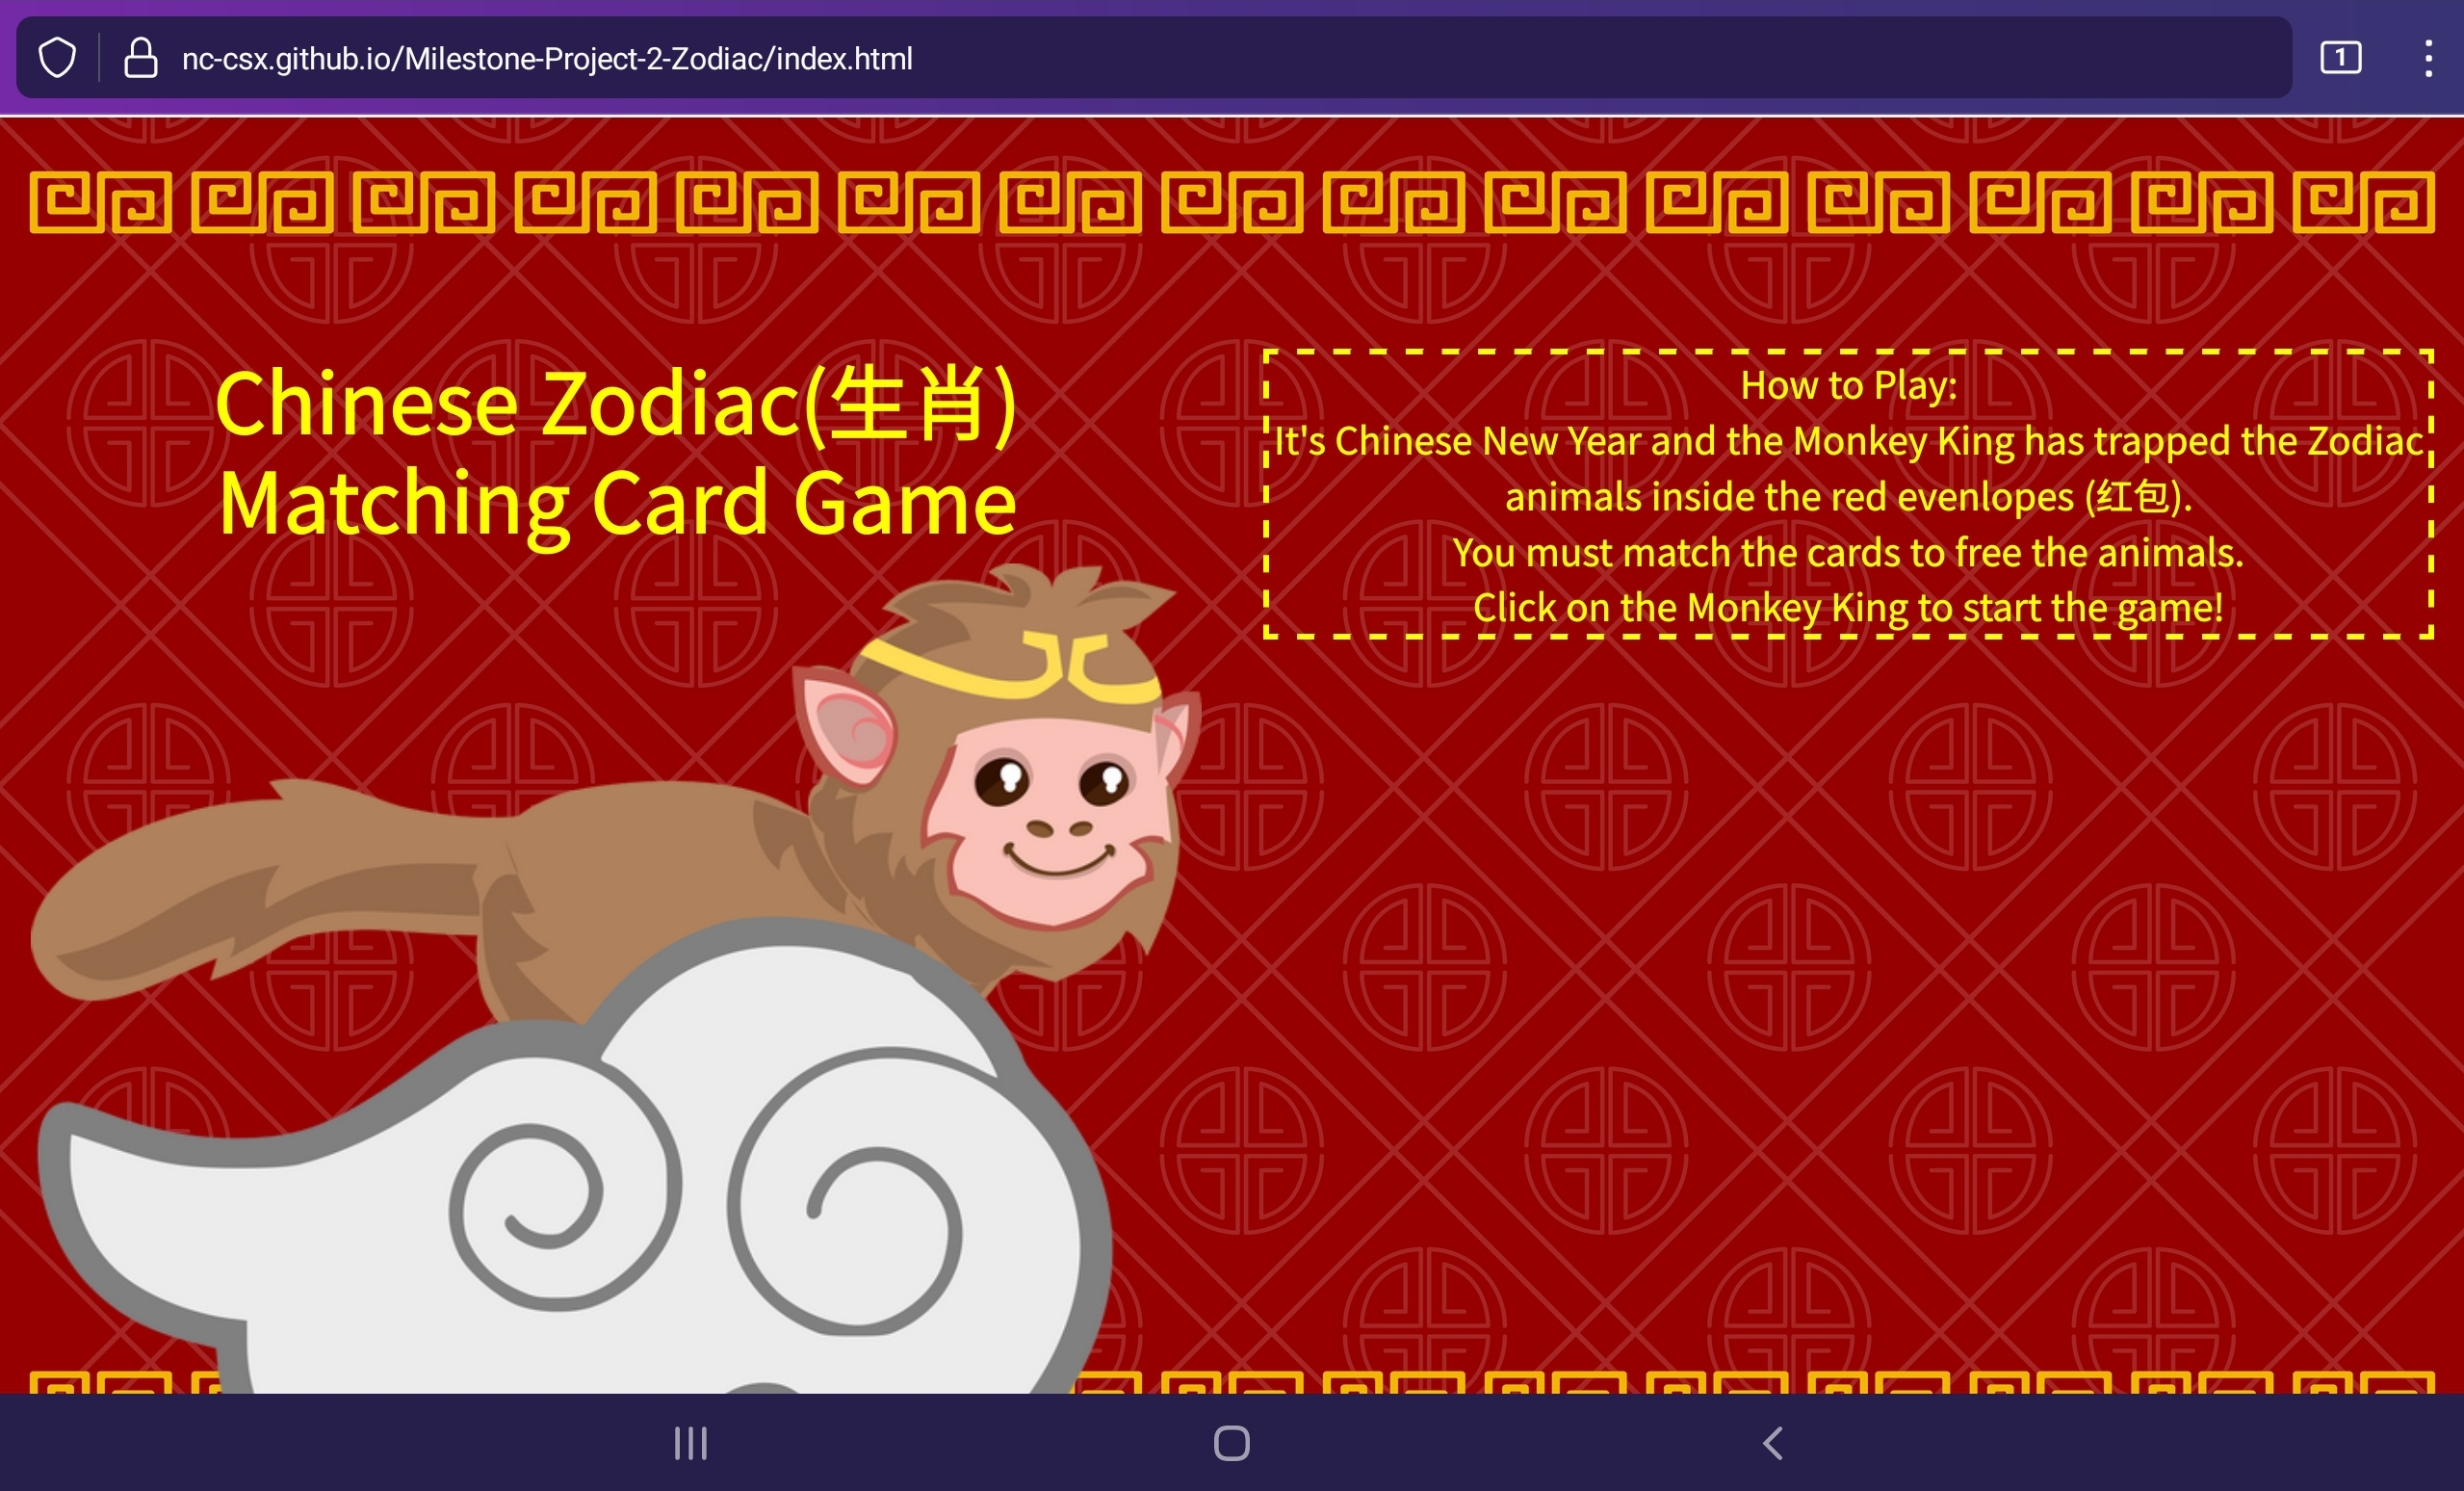 nc-csx.github.io/Milestone-Project-2-Zodiac/index.html
1
Chinese Zodiac(生肖)
Matching Card Game
How to Play:
It's Chinese New Year and the Monkey King has trapped the Zodiac
animals inside the red evenlopes (红包).
You must match the cards to free the animals.
Click on the Monkey King to start the game!